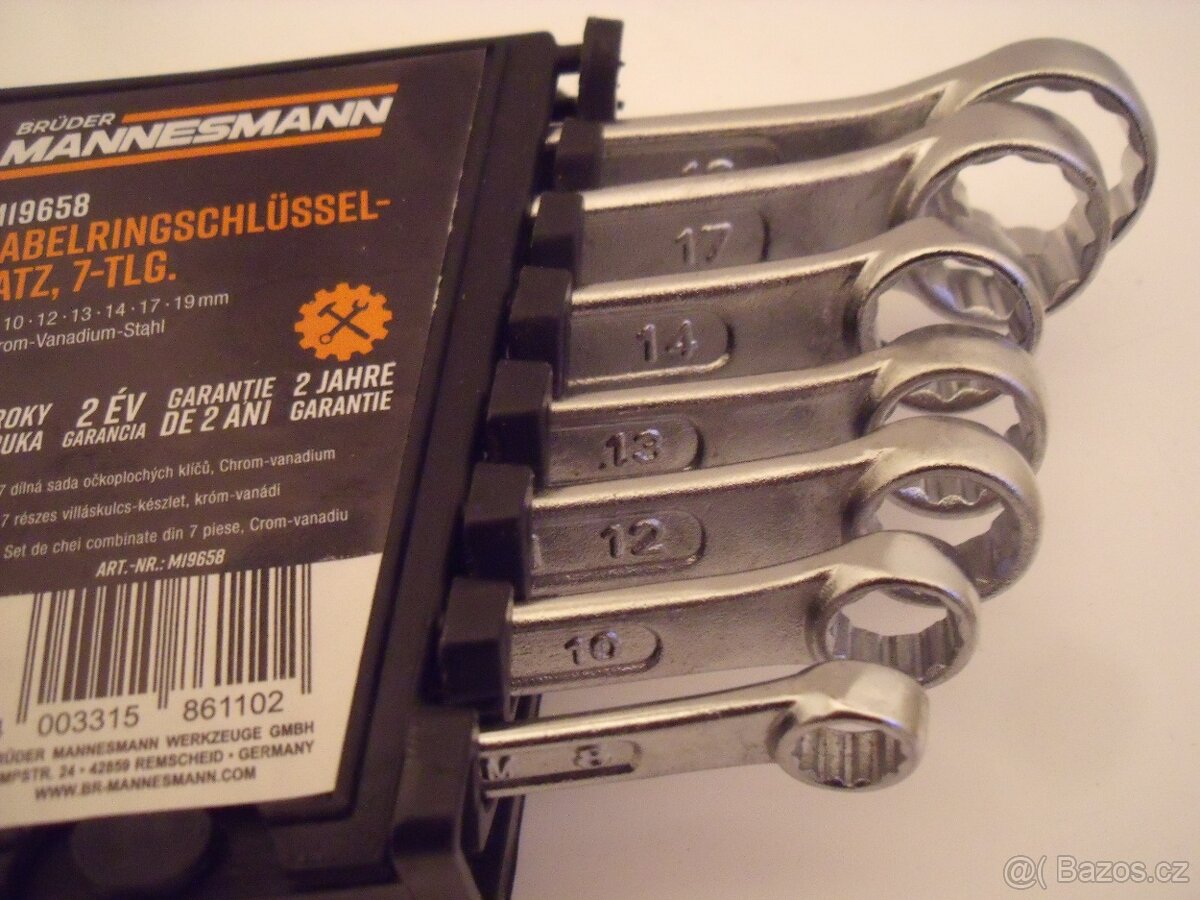 BRÜDER
MANNESMANN
MI9658
ABELRINGSCHLÜSSEL-
ATZ, 7-TLG.
10 · 12 · 13 · 14 · 17 · 19 mm
rom-Vanadium-Stahl
ROKY
UKA
2 ÉV
GARANCIA
GARANTIE
DE 2 ANI
2 JAHRE
GARANTIE
7 dílná sada očkoplochých klíčů, Chrom-vanadium
7 részes villáskulcs-készlet, króm-vanádi
Set de chei combinate din 7 piese, Crom-vanadiu
ART.-NR.: MI9658
4 003315 861102
RÜDER MANNESMANN WERKZEUGE GMBH
MPSTR. 24 · 42859 REMSCHEID · GERMANY
WWW.BR-MANNESMANN.COM
17
14
13
12
10
M 8
@( Bazos.cz